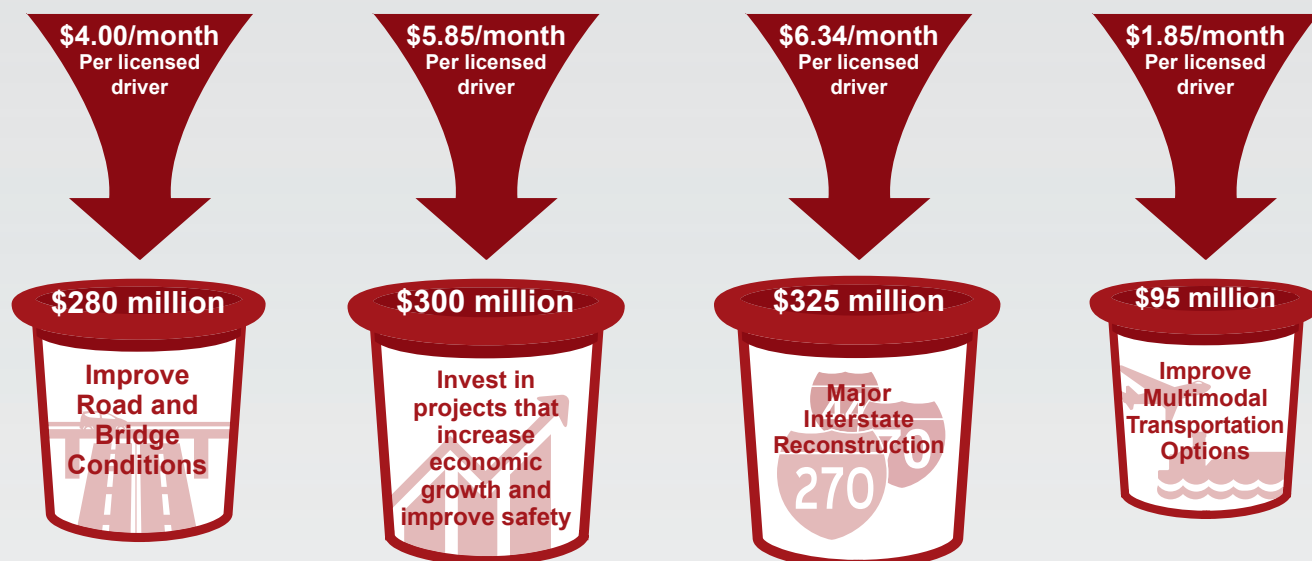 $4.00/month
Per licensed
driver
$5.85/month
Per licensed
driver
$6.34/month
Per licensed
driver
$1.85/month
Per licensed
driver
$280 million
Improve
Road and
Bridge
Conditions
$300 million
Invest in
projects that
increase
economic
growth and
improve safety
$325 million
Major
Interstate
Reconstruction
44
70
270
$95 million
Improve
Multimodal
Transportation
Options